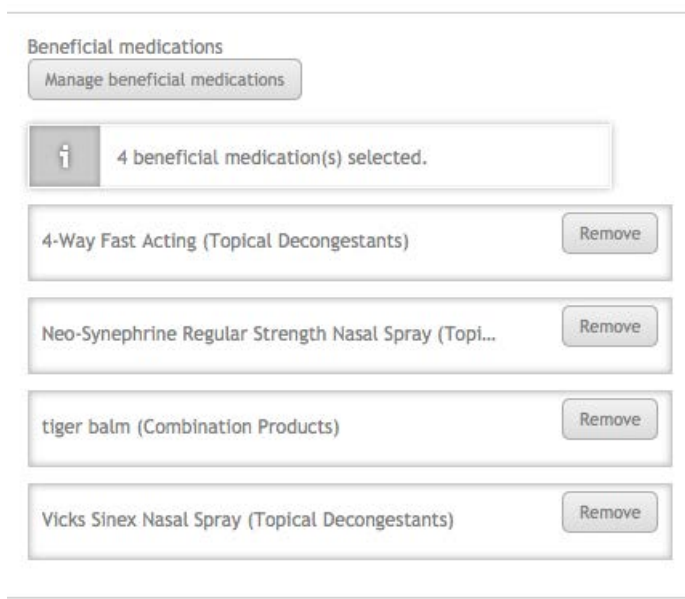 Beneficial medications
Manage beneficial medications
i 4 beneficial medication(s) selected.
4-Way Fast Acting (Topical Decongestants) Remove
Neo-Synephrine Regular Strength Nasal Spray (Topi... Remove
tiger balm (Combination Products) Remove
Vicks Sinex Nasal Spray (Topical Decongestants) Remove